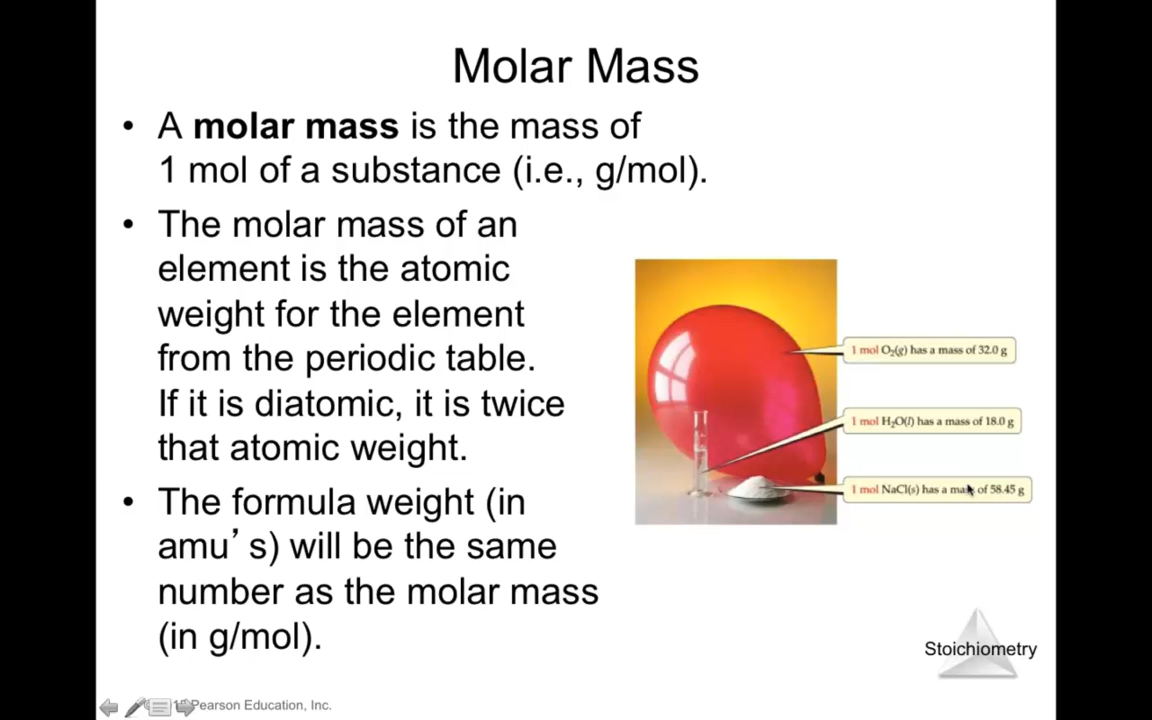 Molar Mass
• A molar mass is the mass of
1 mol of a substance (i.e., g/mol).
• The molar mass of an
element is the atomic
weight for the element
from the periodic table.
If it is diatomic, it is twice
that atomic weight.
• The formula weight (in
amu’s) will be the same
number as the molar mass
(in g/mol).
1 mol O₂(g) has a mass of 32.0 g
1 mol H₂O(l) has a mass of 18.0 g
1 mol NaCl(s) has a mass of 58.45 g
Stoichiometry
Pearson Education, Inc.